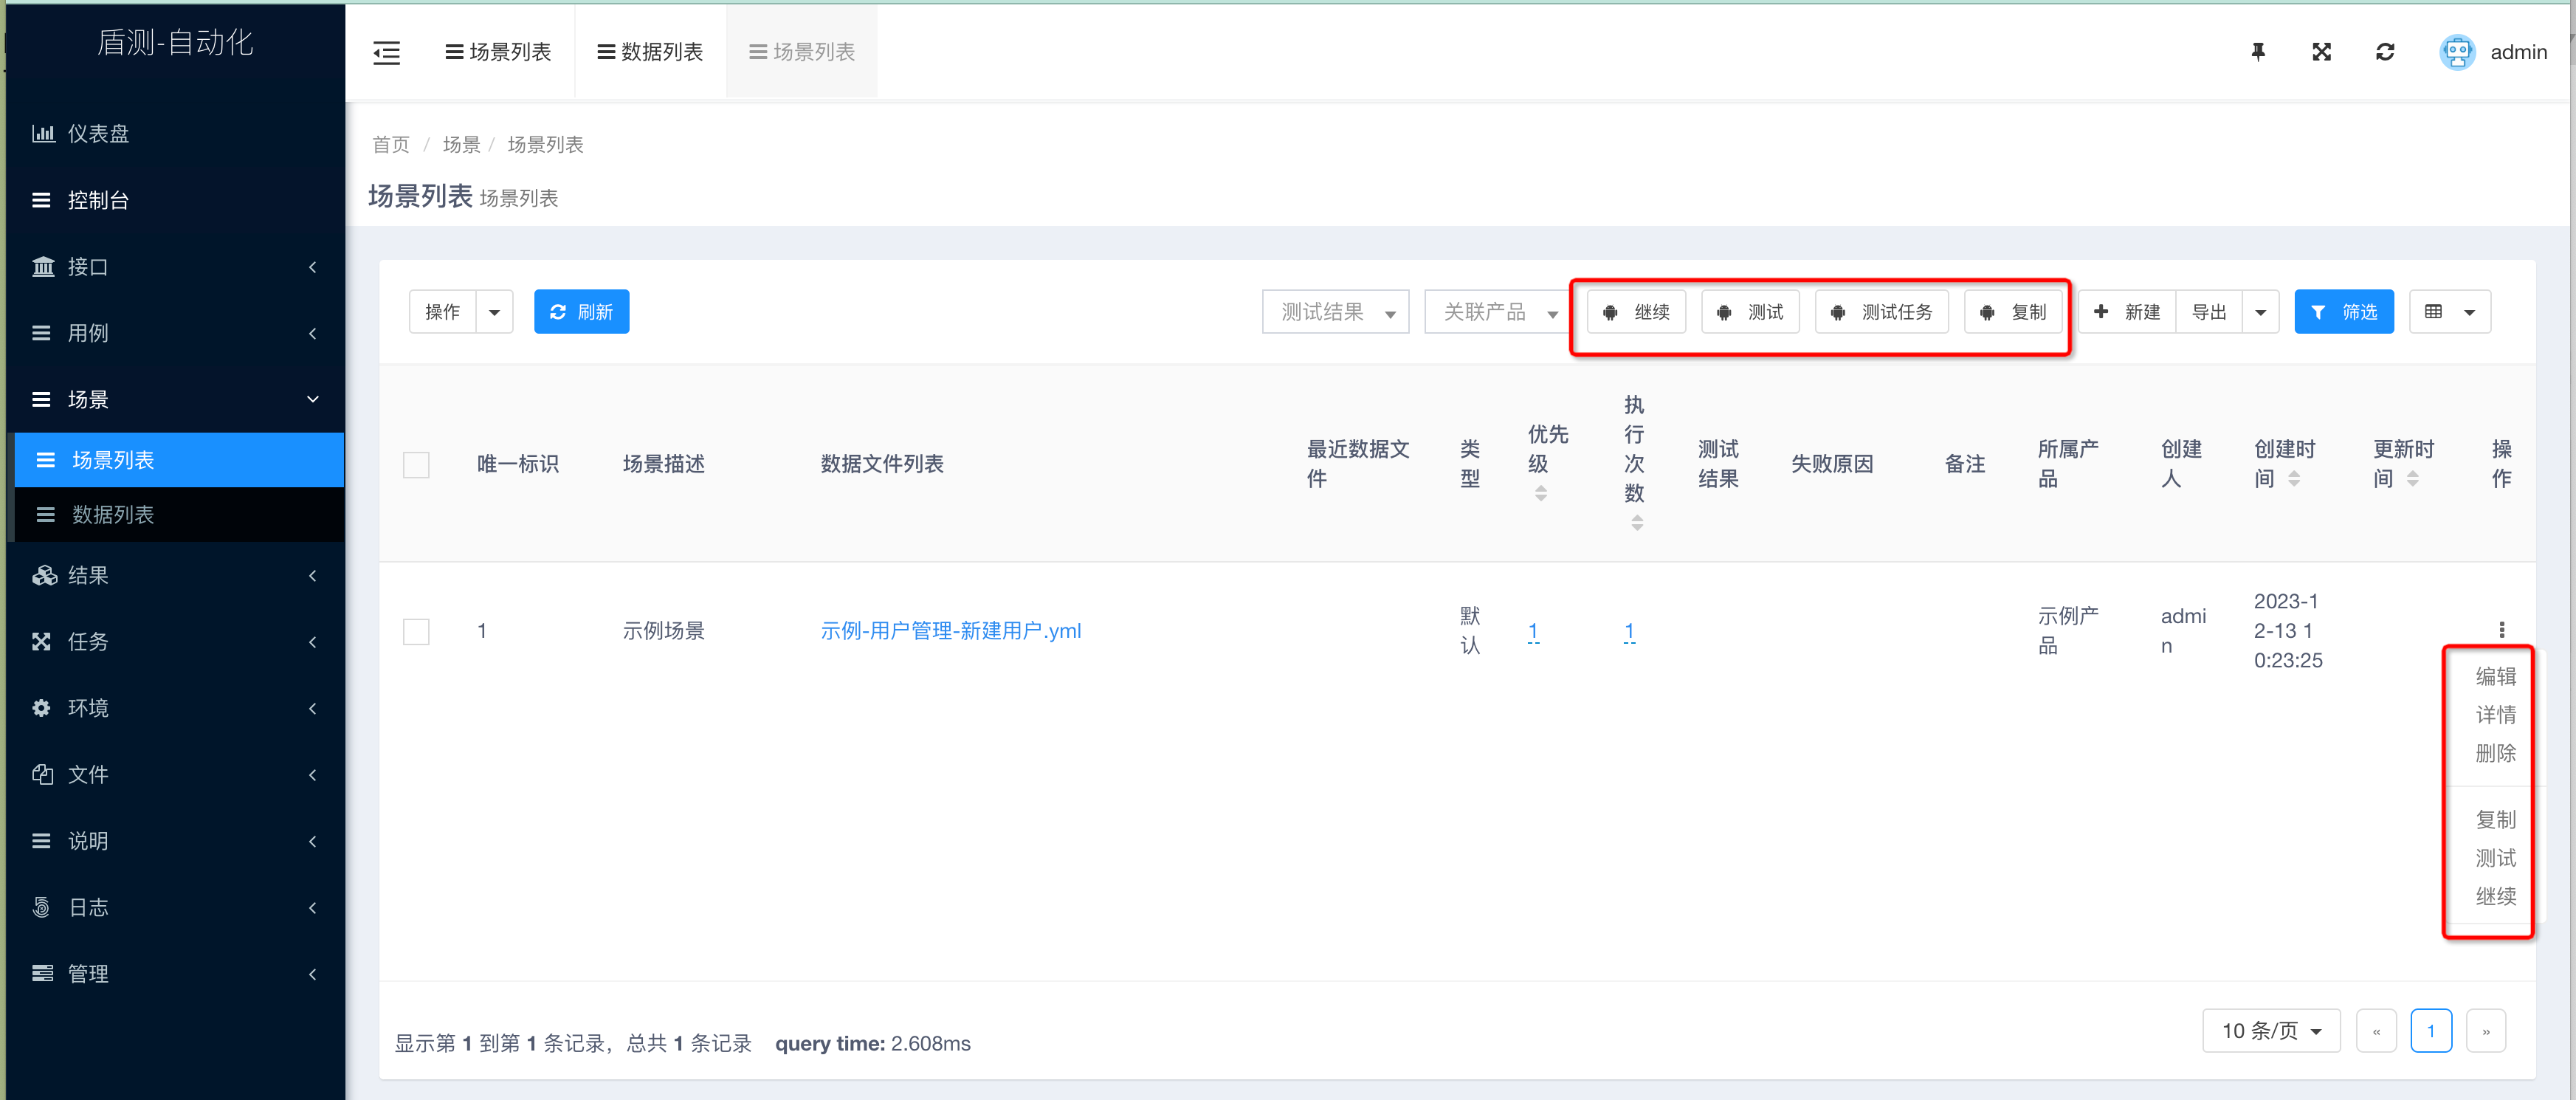 盾测-自动化
场景列表
数据列表
场景列表
admin
仪表盘
控制台
接口
用例
场景
场景列表
数据列表
结果
任务
环境
文件
说明
日志
管理
首页 / 场景 / 场景列表
场景列表 场景列表
操作
刷新
测试结果
关联产品
继续
测试
测试任务
复制
新建
导出
筛选
唯一标识
场景描述
数据文件列表
最近数据文
件
类
型
优先
级
执
行
次
数
测试
结果
失败原因
备注
所属产
品
创建
人
创建时
间
更新时
间
操
作
1
示例场景
示例-用户管理-新建用户.yml
默
认
1
1
示例产
品
admi
n
2023-1
2-13 1
0:23:25
编辑
详情
删除
复制
测试
继续
显示第 1 到第 1 条记录，总共 1 条记录 query time: 2.608ms
10 条/页
«
1
»